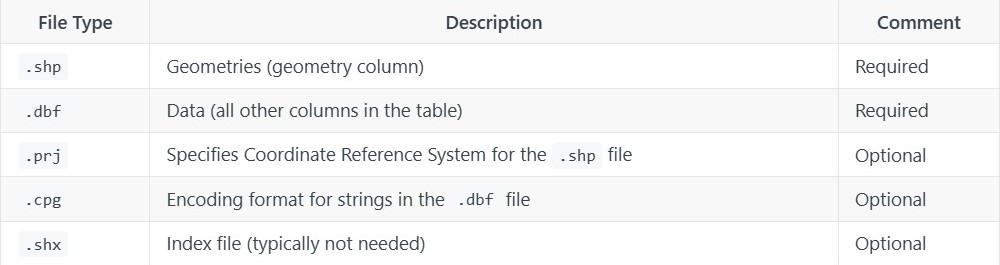 File Type Description Comment
.shp Geometries (geometry column) Required
.dbf Data (all other columns in the table) Required
.prj Specifies Coordinate Reference System for the .shp file Optional
.cpg Encoding format for strings in the .dbf file Optional
.shx Index file (typically not needed) Optional